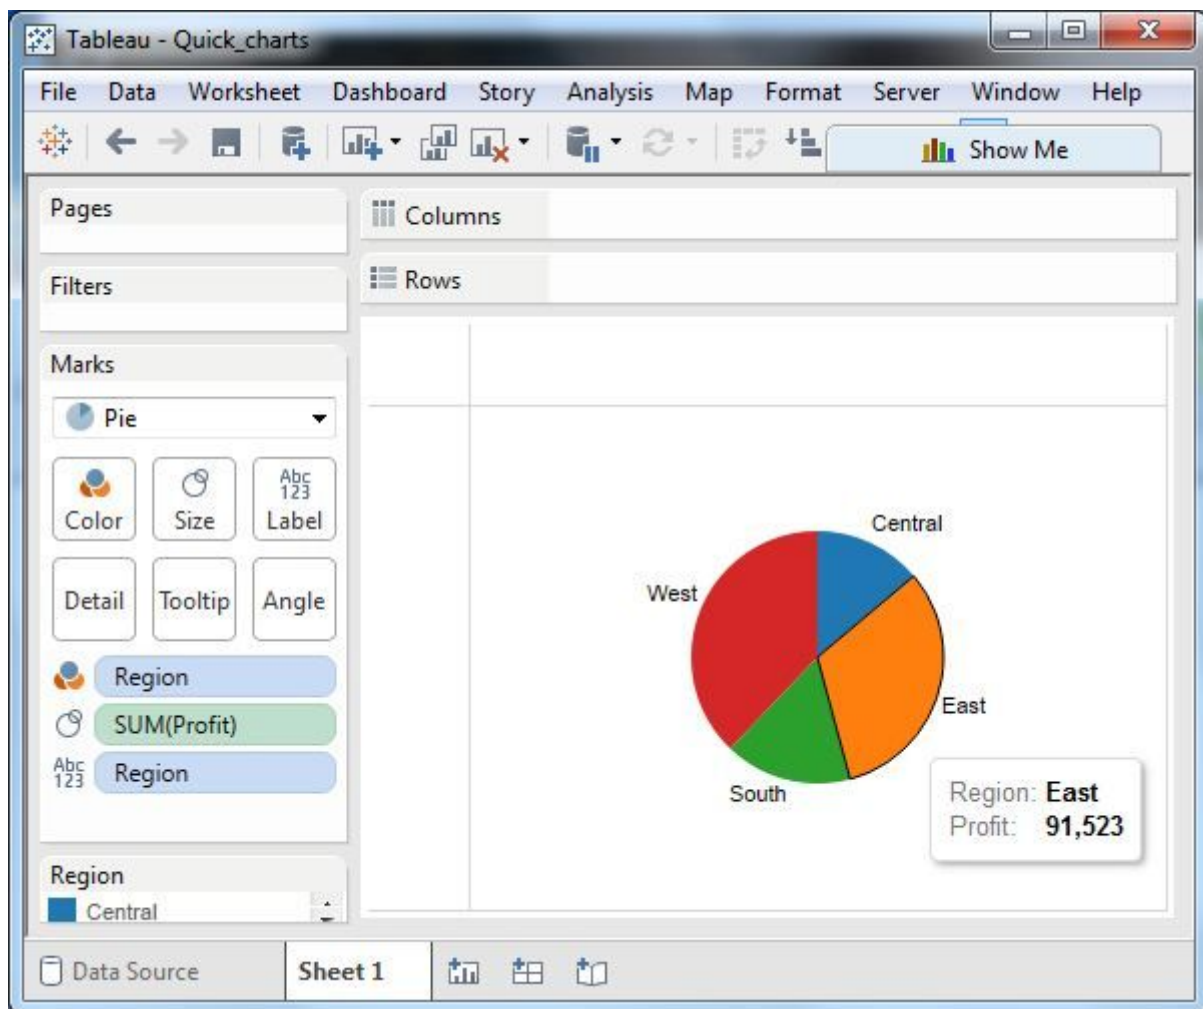 Tableau - Quick_charts
File Data Worksheet Dashboard Story Analysis Map Format Server Window Help
Show Me
Pages
Columns
Filters
Rows
Marks
Pie
Color Size Abc 123 Label
Detail Tooltip Angle
Region
SUM(Profit)
Abc 123 Region
Region
Central
Central
West
East
South
Region: East
Profit: 91,523
Data Source Sheet 1